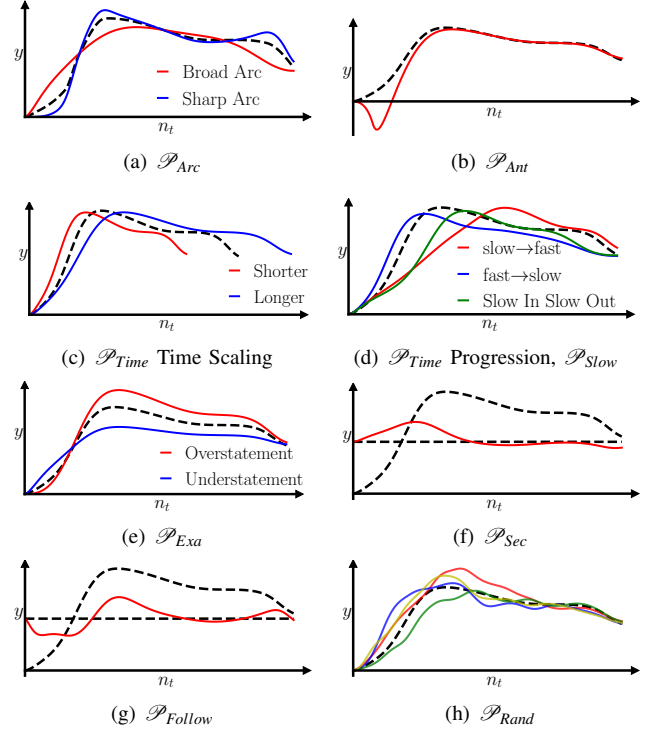 y
Broad Arc
Sharp Arc
n_t
(a) 𝒫_Arc
n_t
y
(b) 𝒫_Ant
y
Shorter
Longer
n_t
(c) 𝒫_Time Time Scaling
y
slow→fast
fast→slow
Slow In Slow Out
n_t
(d) 𝒫_Time Progression, 𝒫_Slow
y
Overstatement
Understatement
n_t
(e) 𝒫_Exa
y
n_t
(f) 𝒫_Sec
y
n_t
(g) 𝒫_Follow
y
n_t
(h) 𝒫_Rand